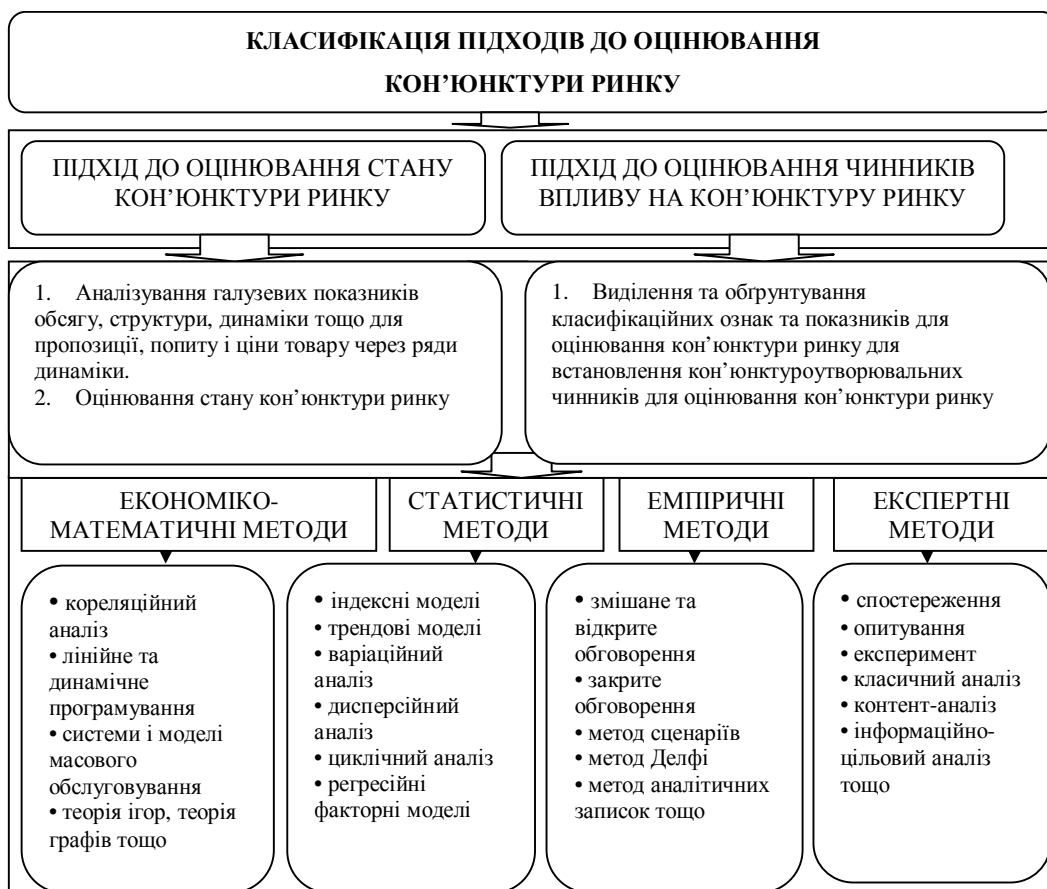 КЛАСИФІКАЦІЯ ПІДХОДІВ ДО ОЦІНЮВАННЯ
КОН’ЮНКТУРИ РИНКУ
ПІДХІД ДО ОЦІНЮВАННЯ СТАНУ
КОН’ЮНКТУРИ РИНКУ
ПІДХІД ДО ОЦІНЮВАННЯ ЧИННИКІВ
ВПЛИВУ НА КОН’ЮНКТУРУ РИНКУ
1. Аналізування галузевих показників
обсягу, структури, динаміки тощо для
пропозиції, попиту і ціни товару через ряди
динаміки.
2. Оцінювання стану кон’юнктури ринку
1. Виділення та обґрунтування
класифікаційних ознак та показників для
оцінювання кон’юнктури ринку для
встановлення кон’юнктуроутворювальних
чинників для оцінювання кон’юнктури ринку
ЕКОНОМІКО-
МАТЕМАТИЧНІ МЕТОДИ
СТАТИСТИЧНІ
МЕТОДИ
ЕМПІРИЧНІ
МЕТОДИ
ЕКСПЕРТНІ
МЕТОДИ
• кореляційний
аналіз
• лінійне та
динамічне
програмування
• системи і моделі
масового
обслуговування
• теорія ігор, теорія
графів тощо
• індексні моделі
• трендові моделі
• варіаційний
аналіз
• дисперсійний
аналіз
• циклічний аналіз
• регресійні
факторні моделі
• змішане та
відкрите
обговорення
• закрите
обговорення
• метод сценаріїв
• метод Делфі
• метод аналітичних
записок тощо
• спостереження
• опитування
• експеримент
• класичний аналіз
• контент-аналіз
• інформаційно-
цільовий аналіз
тощо